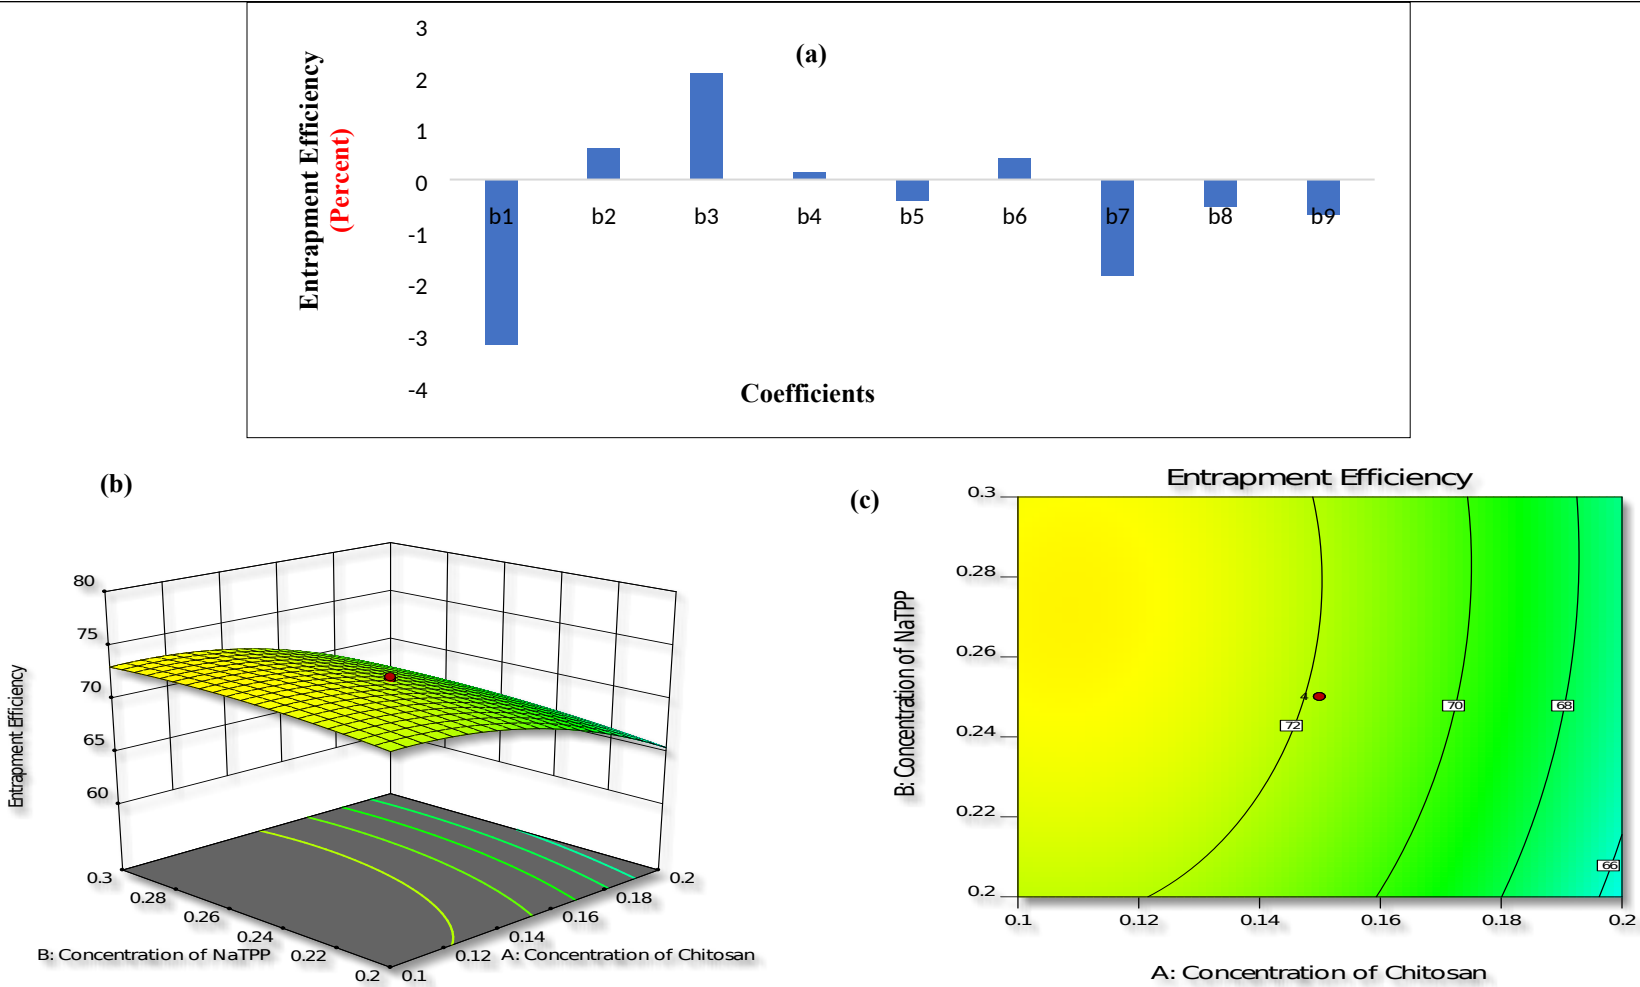 (a)
Entrapment Efficiency
(Percent)
3
2
1
0
-1
-2
-3
-4
b1 b2 b3 b4 b5 b6 b7 b8 b9
Coefficients
(b)
Entrapment Efficiency
80
75
70
65
60
0.3
0.28
0.26
0.24
0.22
0.2
B: Concentration of NaTPP
0.1
0.12
0.14
0.16
0.18
0.2
A: Concentration of Chitosan
(c)
Entrapment Efficiency
B: Concentration of NaTPP
0.3
0.28
0.26
0.24
0.22
0.2
4
72
70
68
66
0.1 0.12 0.14 0.16 0.18 0.2
A: Concentration of Chitosan